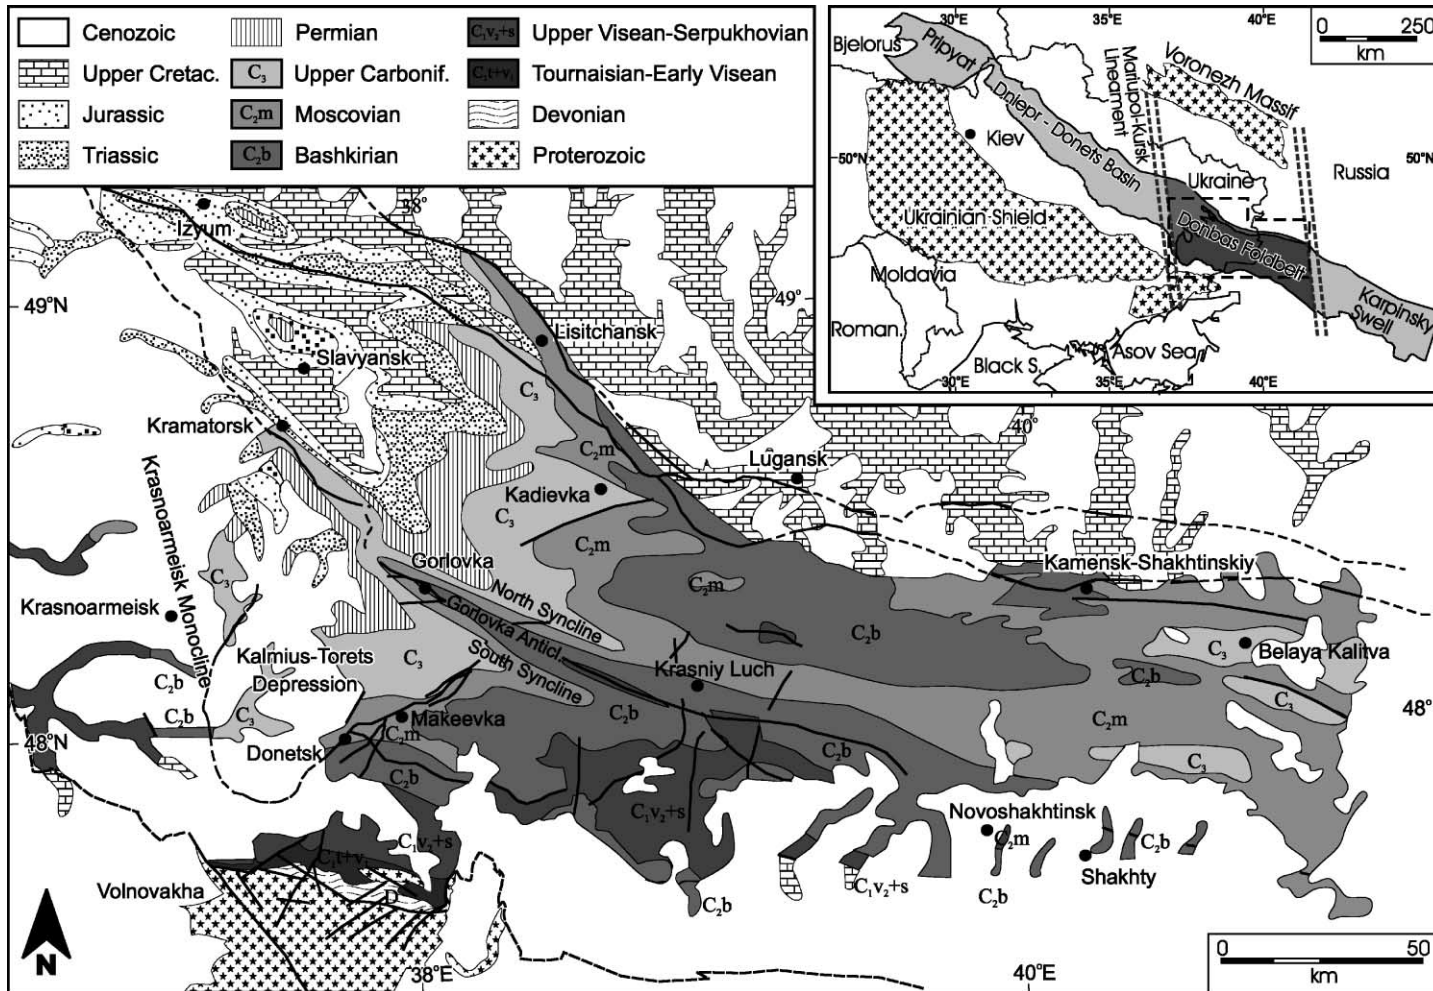 Cenozoic
Upper Cretac.
Jurassic
Triassic
Permian
C₃ Upper Carbonif.
C₂m Moscovian
C₂b Bashkirian
C₁v₂+s Upper Visean-Serpukhovian
C₁t+v₁ Tournaisian-Early Visean
Devonian
Proterozoic
30°E
35°E
40°E
0 250
km
Bjelorus
Pripyat
Dniepr - Donets Basin
Mariupol-Kursk
Lineament
Voronezh Massif
Kiev
50°N
50°N
Ukraine
Russia
Ukrainian Shield
Donbas Foldbelt
Moldavia
Karpinsky
Swell
Roman.
Black S.
Asov Sea
30°E
35°E
40°E
38°
Izyum
49°N
49°
Lisitchansk
Slavyansk
C₃
Kramatorsk
40°
C₂m
Lugansk
Krasnoarmeisk Monocline
Kadievka
C₃
C₂m
Gorlovka
Kamensk-Shakhtinskiy
C₃
C₂m
Krasnoarmeisk
North Syncline
Gorlovka Anticl.
South Syncline
C₂b
C₃
Belaya Kalitva
Kalmius-Torets
Depression
C₃
Krasniy Luch
C₂b
C₂b
C₃
C₂b
C₃
Makeevka
C₂b
C₂m
48°
48°N
Donetsk
C₂m
C₂b
C₃
C₂b
C₁v₂+s
Novoshakhtinsk
C₂m
C₂b
C₁v₂+s
C₁t+v₁
Shakhty
Volnovakha
D
C₁v₂+s
C₂b
C₂b
N
38°E
40°E
0 50
km